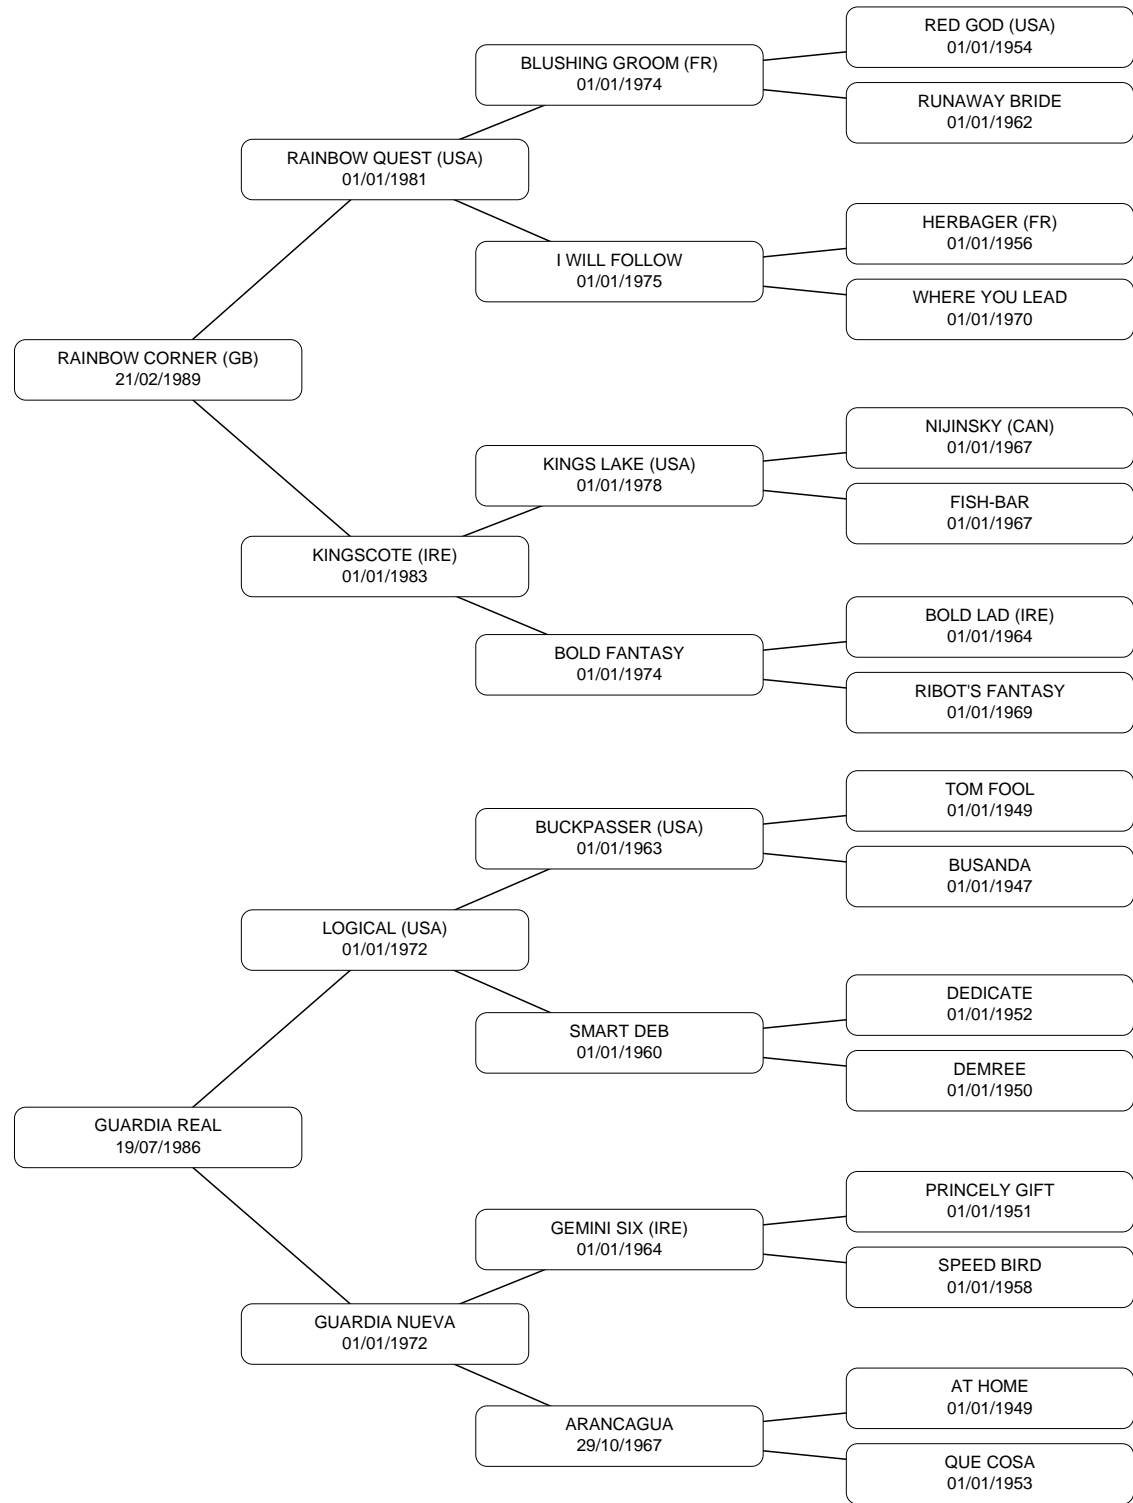 RED GOD (USA)
01/01/1954
BLUSHING GROOM (FR)
01/01/1974
RUNAWAY BRIDE
01/01/1962
RAINBOW QUEST (USA)
01/01/1981
HERBAGER (FR)
01/01/1956
I WILL FOLLOW
01/01/1975
WHERE YOU LEAD
01/01/1970
RAINBOW CORNER (GB)
21/02/1989
NIJINSKY (CAN)
01/01/1967
KINGS LAKE (USA)
01/01/1978
FISH-BAR
01/01/1967
KINGSCOTE (IRE)
01/01/1983
BOLD LAD (IRE)
01/01/1964
BOLD FANTASY
01/01/1974
RIBOT'S FANTASY
01/01/1969
TOM FOOL
01/01/1949
BUCKPASSER (USA)
01/01/1963
BUSANDA
01/01/1947
LOGICAL (USA)
01/01/1972
DEDICATE
01/01/1952
SMART DEB
01/01/1960
DEMREE
01/01/1950
GUARDIA REAL
19/07/1986
PRINCELY GIFT
01/01/1951
GEMINI SIX (IRE)
01/01/1964
SPEED BIRD
01/01/1958
GUARDIA NUEVA
01/01/1972
AT HOME
01/01/1949
ARANCAGUA
29/10/1967
QUE COSA
01/01/1953